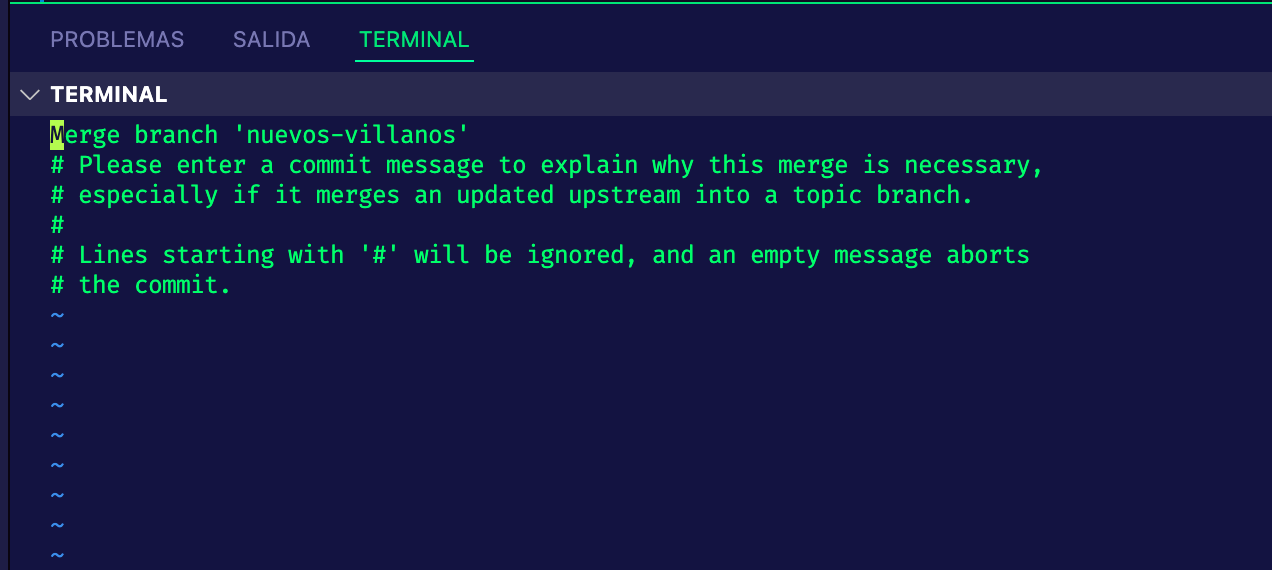 PROBLEMAS SALIDA TERMINAL
TERMINAL
Merge branch 'nuevos-villanos'
# Please enter a commit message to explain why this merge is necessary,
# especially if it merges an updated upstream into a topic branch.
#
# Lines starting with '#' will be ignored, and an empty message aborts
# the commit.
~
~
~
~
~
~
~
~
~